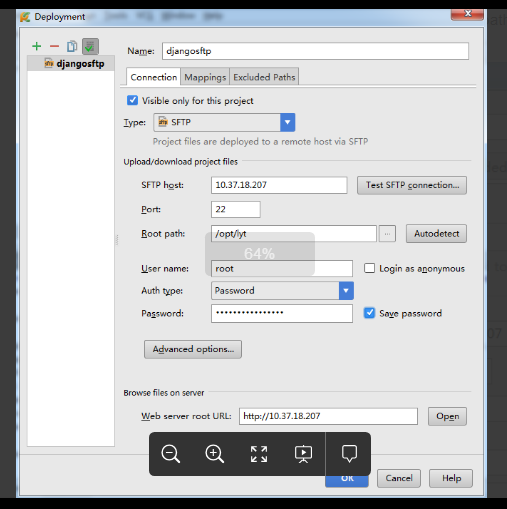 Deployment
djangosftp
Name: djangosftp
Connection Mappings Excluded Paths
Visible only for this project
Type: SFTP
Project files are deployed to a remote host via SFTP
Upload/download project files
SFTP host: 10.37.18.207 Test SFTP connection...
Port: 22
Root path: /opt/iyt ... Autodetect
64%
User name: root Login as anonymous
Auth type: Password
Password: •••••••••••••••• Save password
Advanced options...
Browse files on server
Web server root URL: http://10.37.18.207 Open
OK Cancel Help